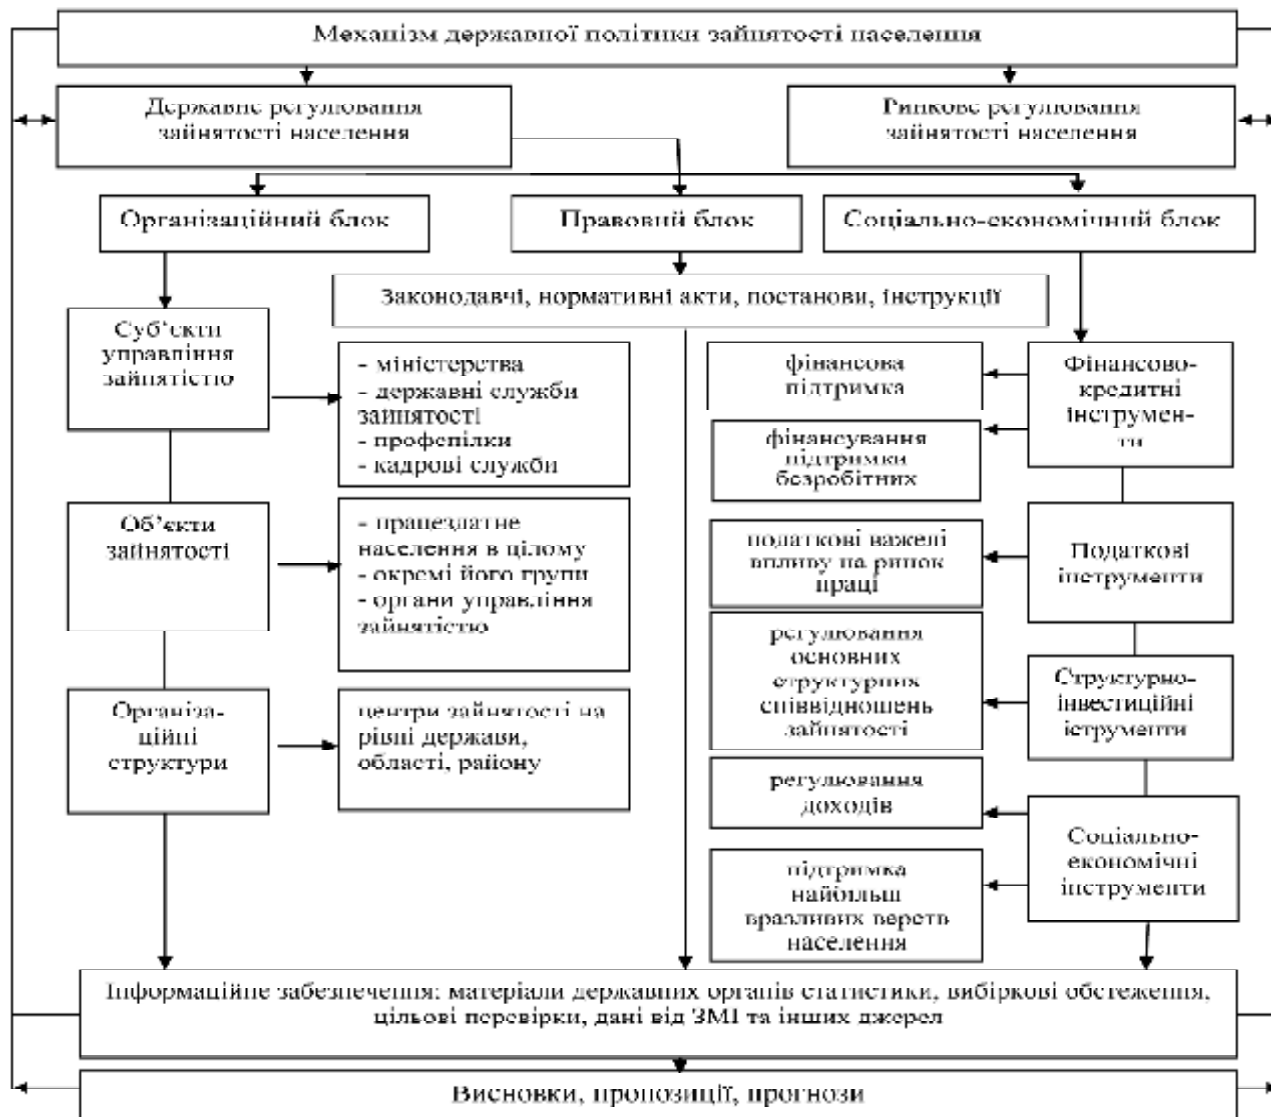 Механізм державної політики зайнятості населення
Державне регулювання
зайнятості населення
Ринкове регулювання
зайнятості населення
Організаційний блок
Правовий блок
Соціально-економічний блок
Законодавчі, нормативні акти, постанови, інструкції
Суб'єкти
управління
зайнятістю
- міністерства
- державні служби
зайнятості
- профспілки
- кадрові служби
фінансова
підтримка
Фінансово-
кредитні
інструмен-
ти
фінансування
підтримки
безробітних
Об'єкти
зайнятості
- працездатне
населення в цілому
- окремі його групи
- органи управління
зайнятістю
податкові важелі
впливу на ринок
праці
Податкові
інструменти
регулювання
основних
структурних
співвідношень
зайнятості
Структурно-
інвестиційні
іструменти
Організа-
ційні
структури
центри зайнятості на
рівні держави,
області, району
регулювання
доходів
Соціально-
економічні
інструменти
підтримка
найбільш
вразливих верств
населення
Інформаційне забезпечення: матеріали державних органів статистики, вибіркові обстеження,
цільові перевірки, дані від ЗМІ та інших джерел
Висновки, пропозиції, прогнози